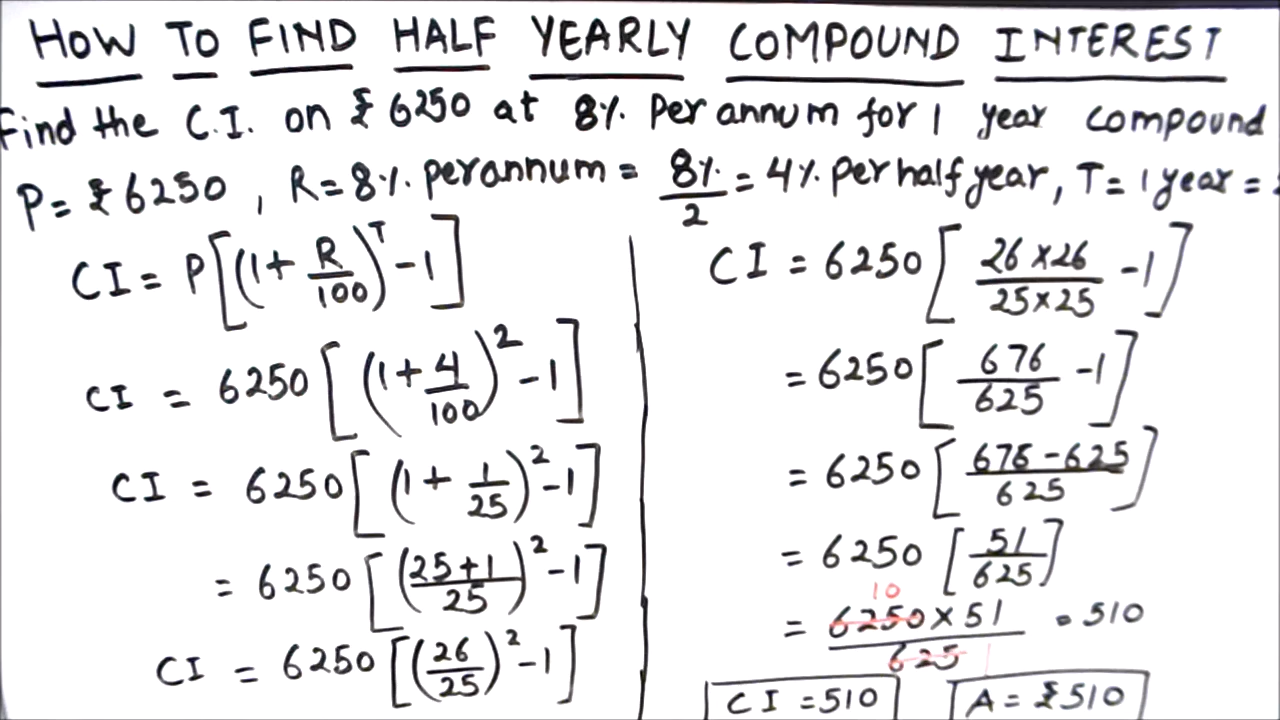 HOW TO FIND HALF YEARLY COMPOUND INTEREST
Find the C.I. on ₹ 6250 at 8% per annum for 1 year compound
P = ₹ 6250 , R = 8% per annum = 8%/2 = 4% per half year, T = 1 year =
CI = P[(1 + R/100)^T - 1]
CI = 6250 [(1 + 4/100)^2 - 1]
CI = 6250 [(1 + 1/25)^2 - 1]
= 6250 [(25+1/25)^2 - 1]
CI = 6250 [(26/25)^2 - 1]
CI = 6250 [26×26/25×25 - 1]
= 6250 [676/625 - 1]
= 6250 [676-625/625]
= 6250 [51/625]
10
= 6250 × 51/625 = 510
1
CI = 510
A = ₹ 510